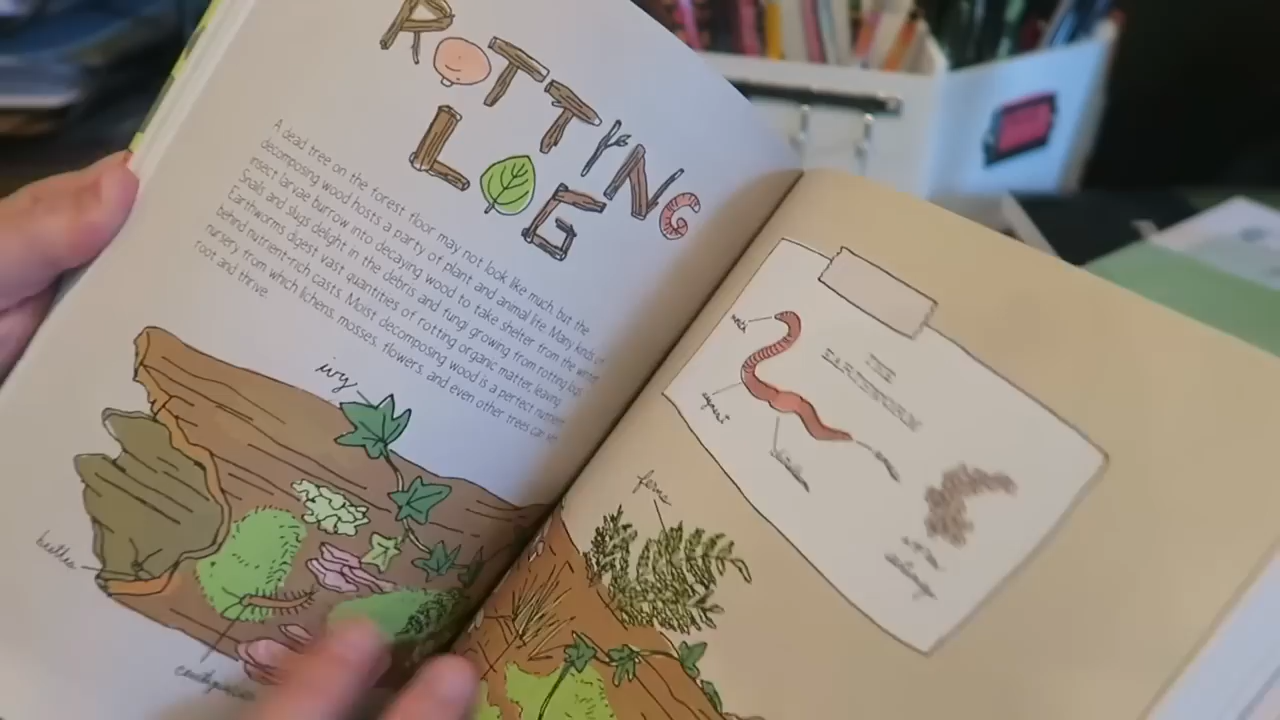 ROTTING
LOG
A dead tree on the forest floor may not look like much but the
decomposing wood hosts a party of plant and animal life. Many kinds of
insect larvae burrow into decaying wood to take shelter from the winter.
Snails and slugs delight in the debris and fungi growing from rotting logs.
Earthworms digest vast quantities of rotting organic matter, leaving
behind nutrient-rich casts. Moist decomposing wood is a perfect nutrient
nursery from which lichens, mosses, flowers, and even other trees can
root and thrive.
ivy
beetle
fern
THE
EARTHWORM
segment